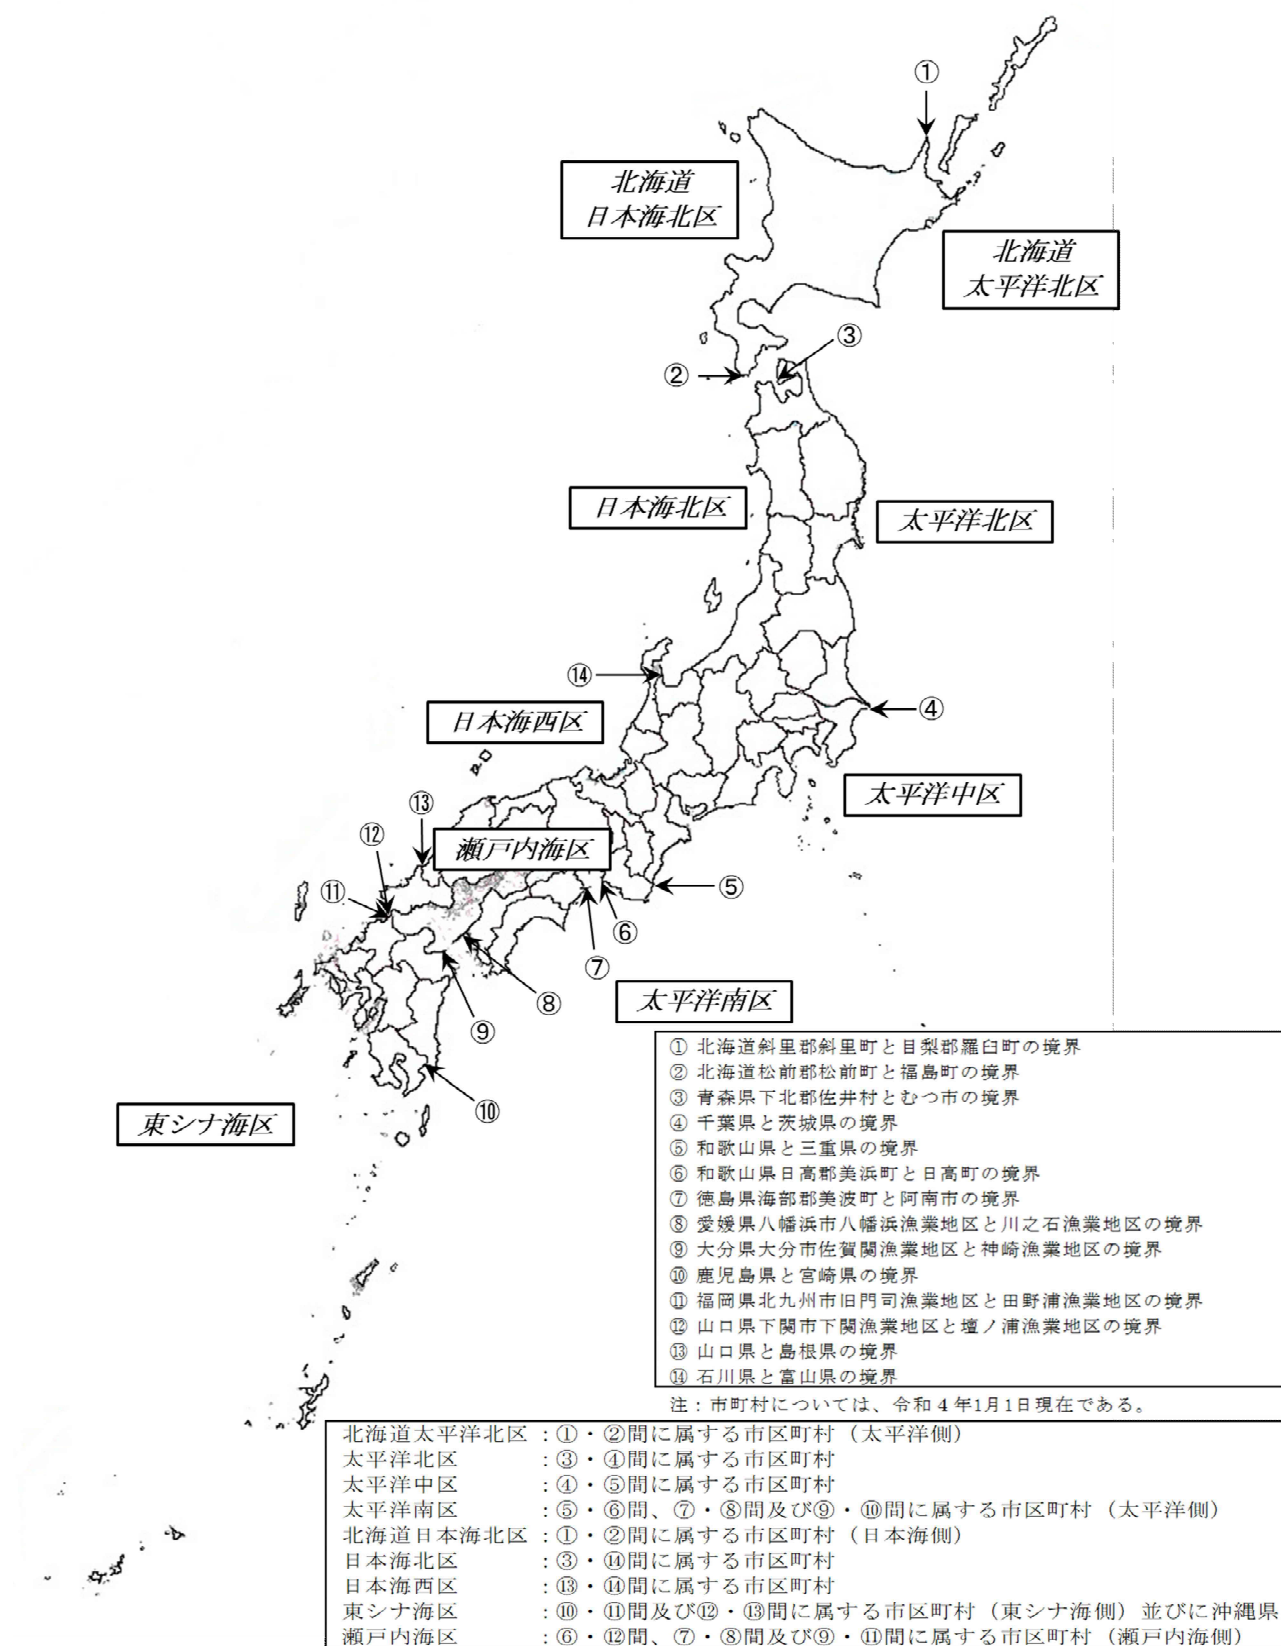 ①
北海道
日本海北区
北海道
太平洋北区
③
②
日本海北区
太平洋北区
⑭
④
日本海西区
太平洋中区
⑬
⑫
瀬戸内海区
⑪
⑤
⑥
⑦
太平洋南区
⑧
⑨
⑩
東シナ海区
① 北海道斜里郡斜里町と目梨郡羅臼町の境界
② 北海道松前郡松前町と福島町の境界
③ 青森県下北郡佐井村とむつ市の境界
④ 千葉県と茨城県の境界
⑤ 和歌山県と三重県の境界
⑥ 和歌山県日高郡美浜町と日高町の境界
⑦ 徳島県海部郡美波町と阿南市の境界
⑧ 愛媛県八幡浜市八幡浜漁業地区と川之石漁業地区の境界
⑨ 大分県大分市佐賀関漁業地区と神崎漁業地区の境界
⑩ 鹿児島県と宮崎県の境界
⑪ 福岡県北九州市旧門司漁業地区と田野浦漁業地区の境界
⑫ 山口県下関市下関漁業地区と壇ノ浦漁業地区の境界
⑬ 山口県と島根県の境界
⑭ 石川県と富山県の境界
注：市町村については、令和４年1月1日現在である。
北海道太平洋北区：①・②間に属する市区町村（太平洋側）
太平洋北区：③・④間に属する市区町村
太平洋中区：④・⑤間に属する市区町村
太平洋南区：⑤・⑥間、⑦・⑧間及び⑨・⑩間に属する市区町村（太平洋側）
北海道日本海北区：①・②間に属する市区町村（日本海側）
日本海北区：③・⑭間に属する市区町村
日本海西区：⑬・⑭間に属する市区町村
東シナ海区：⑩・⑪間及び⑫・⑬間に属する市区町村（東シナ海側）並びに沖縄県
瀬戸内海区：⑥・⑫間、⑦・⑧間及び⑨・⑪間に属する市区町村（瀬戸内海側）